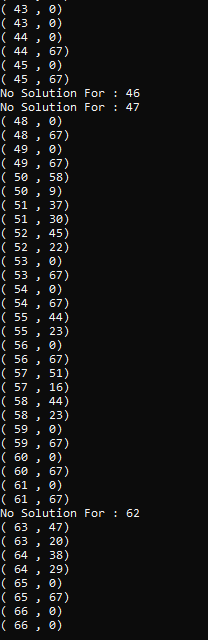 ( 43 , 0)
( 43 , 0)
( 44 , 0)
( 44 , 67)
( 45 , 0)
( 45 , 67)
No Solution For : 46
No Solution For : 47
( 48 , 0)
( 48 , 67)
( 49 , 0)
( 49 , 67)
( 50 , 58)
( 50 , 9)
( 51 , 37)
( 51 , 30)
( 52 , 45)
( 52 , 22)
( 53 , 0)
( 53 , 67)
( 54 , 0)
( 54 , 67)
( 55 , 44)
( 55 , 23)
( 56 , 0)
( 56 , 67)
( 57 , 51)
( 57 , 16)
( 58 , 44)
( 58 , 23)
( 59 , 0)
( 59 , 67)
( 60 , 0)
( 60 , 67)
( 61 , 0)
( 61 , 67)
No Solution For : 62
( 63 , 47)
( 63 , 20)
( 64 , 38)
( 64 , 29)
( 65 , 0)
( 65 , 67)
( 66 , 0)
( 66 , 0)